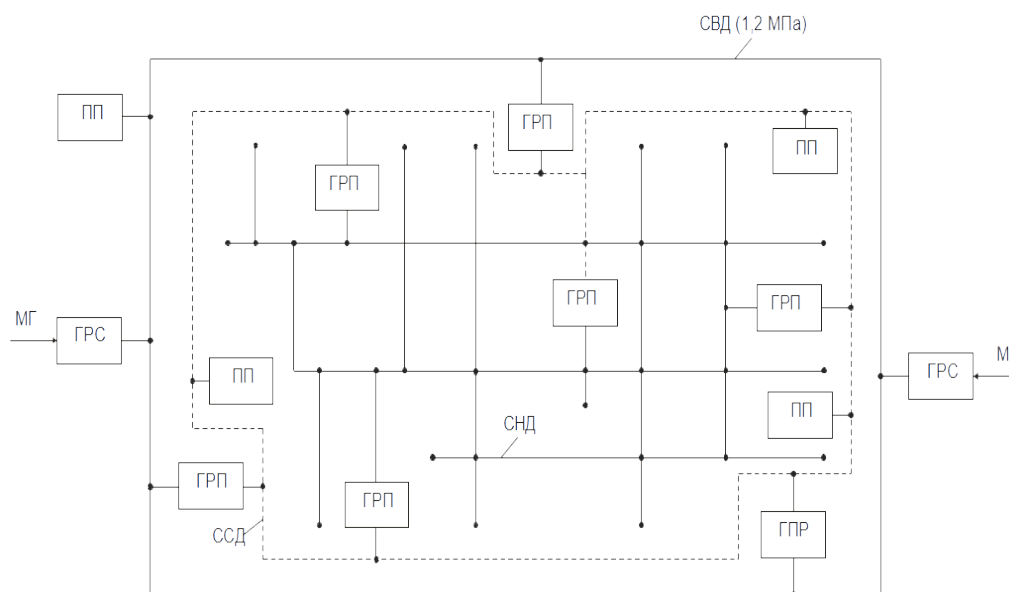 СВД (1,2 МПа)
ПП
ГРП
ПП
ГРП
ГРП
ГРП
МГ
ГРС
М
ГРС
ПП
ПП
СНД
ГРП
ГРП
ССД
ГПР